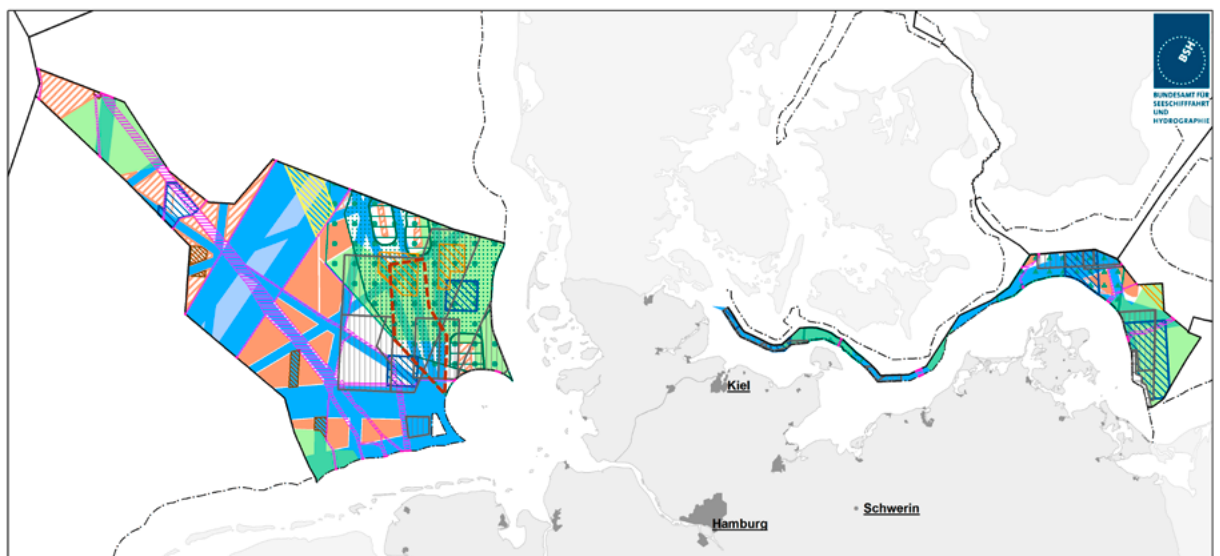 BSH
BUNDESAMT FÜR
SEESCHIFFFAHRT
UND
HYDROGRAPHIE
Kiel
Schwerin
Hamburg